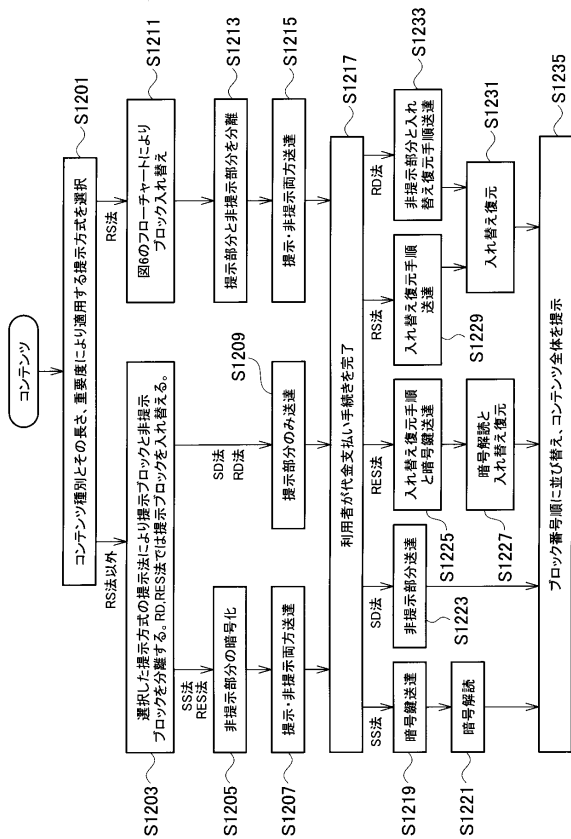 コンテンツ
コンテンツ種別とその長さ、重要度により適用する提示方式を選択
S1201
RS法以外
RS法
選択した提示方式の提示法により提示ブロックと非提示
ブロックを分離する。RD,RES法では提示ブロックを入れ替える。
S1203
図6のフローチャートにより
ブロック入れ替え
S1211
SS法
RES法
SD法
RD法
非提示部分の暗号化
S1205
提示部分と非提示部分を分離
S1213
提示・非提示両方送達
S1207
提示部分のみ送達
S1209
提示・非提示両方送達
S1215
利用者が代金支払い手続きを完了
S1217
SS法
SD法
RES法
RS法
RD法
暗号鍵送達
S1219
非提示部分送達
S1223
入れ替え復元手順
と暗号鍵送達
S1225
入れ替え復元手順
送達
S1229
非提示部分と入れ
替え復元手順送達
S1233
暗号解読
S1221
暗号解読と
入れ替え復元
S1227
入れ替え復元
S1231
ブロック番号順に並び替え、コンテンツ全体を提示
S1235